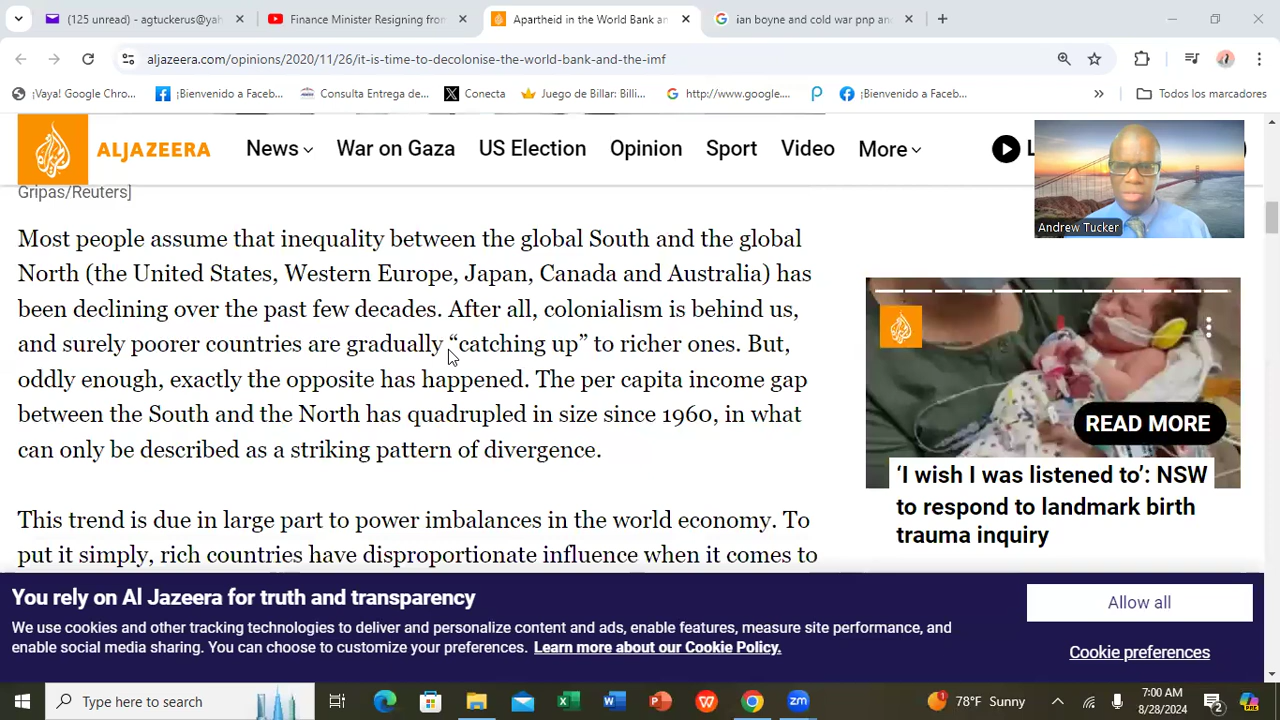 (125 unread) - agtuckerus@yah
Finance Minister Resigning from
Apartheid in the World Bank an
ian boyne and cold war pnp and
aljazeera.com/opinions/2020/11/26/it-is-time-to-decolonise-the-world-bank-and-the-imf
¡Vaya! Google Chro...
¡Bienvenido a Faceb...
Consulta Entrega de...
Conecta
Juego de Billar: Billi...
http://www.google....
¡Bienvenido a Faceb...
»
Todos los marcadores
ALJAZEERA
News
War on Gaza
US Election
Opinion
Sport
Video
More
Andrew Tucker
Gripas/Reuters]
Most people assume that inequality between the global South and the global
North (the United States, Western Europe, Japan, Canada and Australia) has
been declining over the past few decades. After all, colonialism is behind us,
and surely poorer countries are gradually “catching up” to richer ones. But,
oddly enough, exactly the opposite has happened. The per capita income gap
between the South and the North has quadrupled in size since 1960, in what
can only be described as a striking pattern of divergence.
This trend is due in large part to power imbalances in the world economy. To
put it simply, rich countries have disproportionate influence when it comes to
READ MORE
‘I wish I was listened to’: NSW
to respond to landmark birth
trauma inquiry
You rely on Al Jazeera for truth and transparency
We use cookies and other tracking technologies to deliver and personalize content and ads, enable features, measure site performance, and
enable social media sharing. You can choose to customize your preferences. Learn more about our Cookie Policy.
Allow all
Cookie preferences
Type here to search
78°F Sunny
7:00 AM
8/28/2024